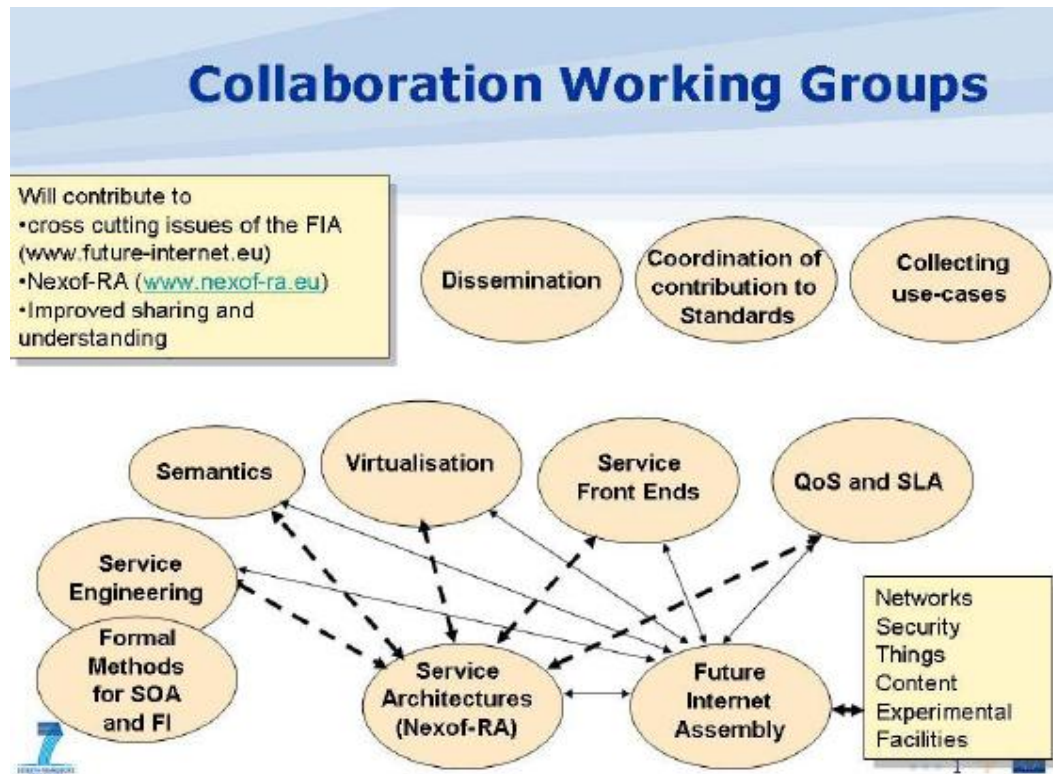 Collaboration Working Groups
Will contribute to
•cross cutting issues of the FIA
(www.future-internet.eu)
•Nexof-RA (www.nexof-ra.eu)
•Improved sharing and
understanding
Dissemination
Coordination of
contribution to
Standards
Collecting
use-cases
Semantics
Virtualisation
Service
Front Ends
QoS and SLA
Service
Engineering
Formal
Methods
for SOA
and FI
Service
Architectures
(Nexof-RA)
Future
Internet
Assembly
Networks
Security
Things
Content
Experimental
Facilities
7
1